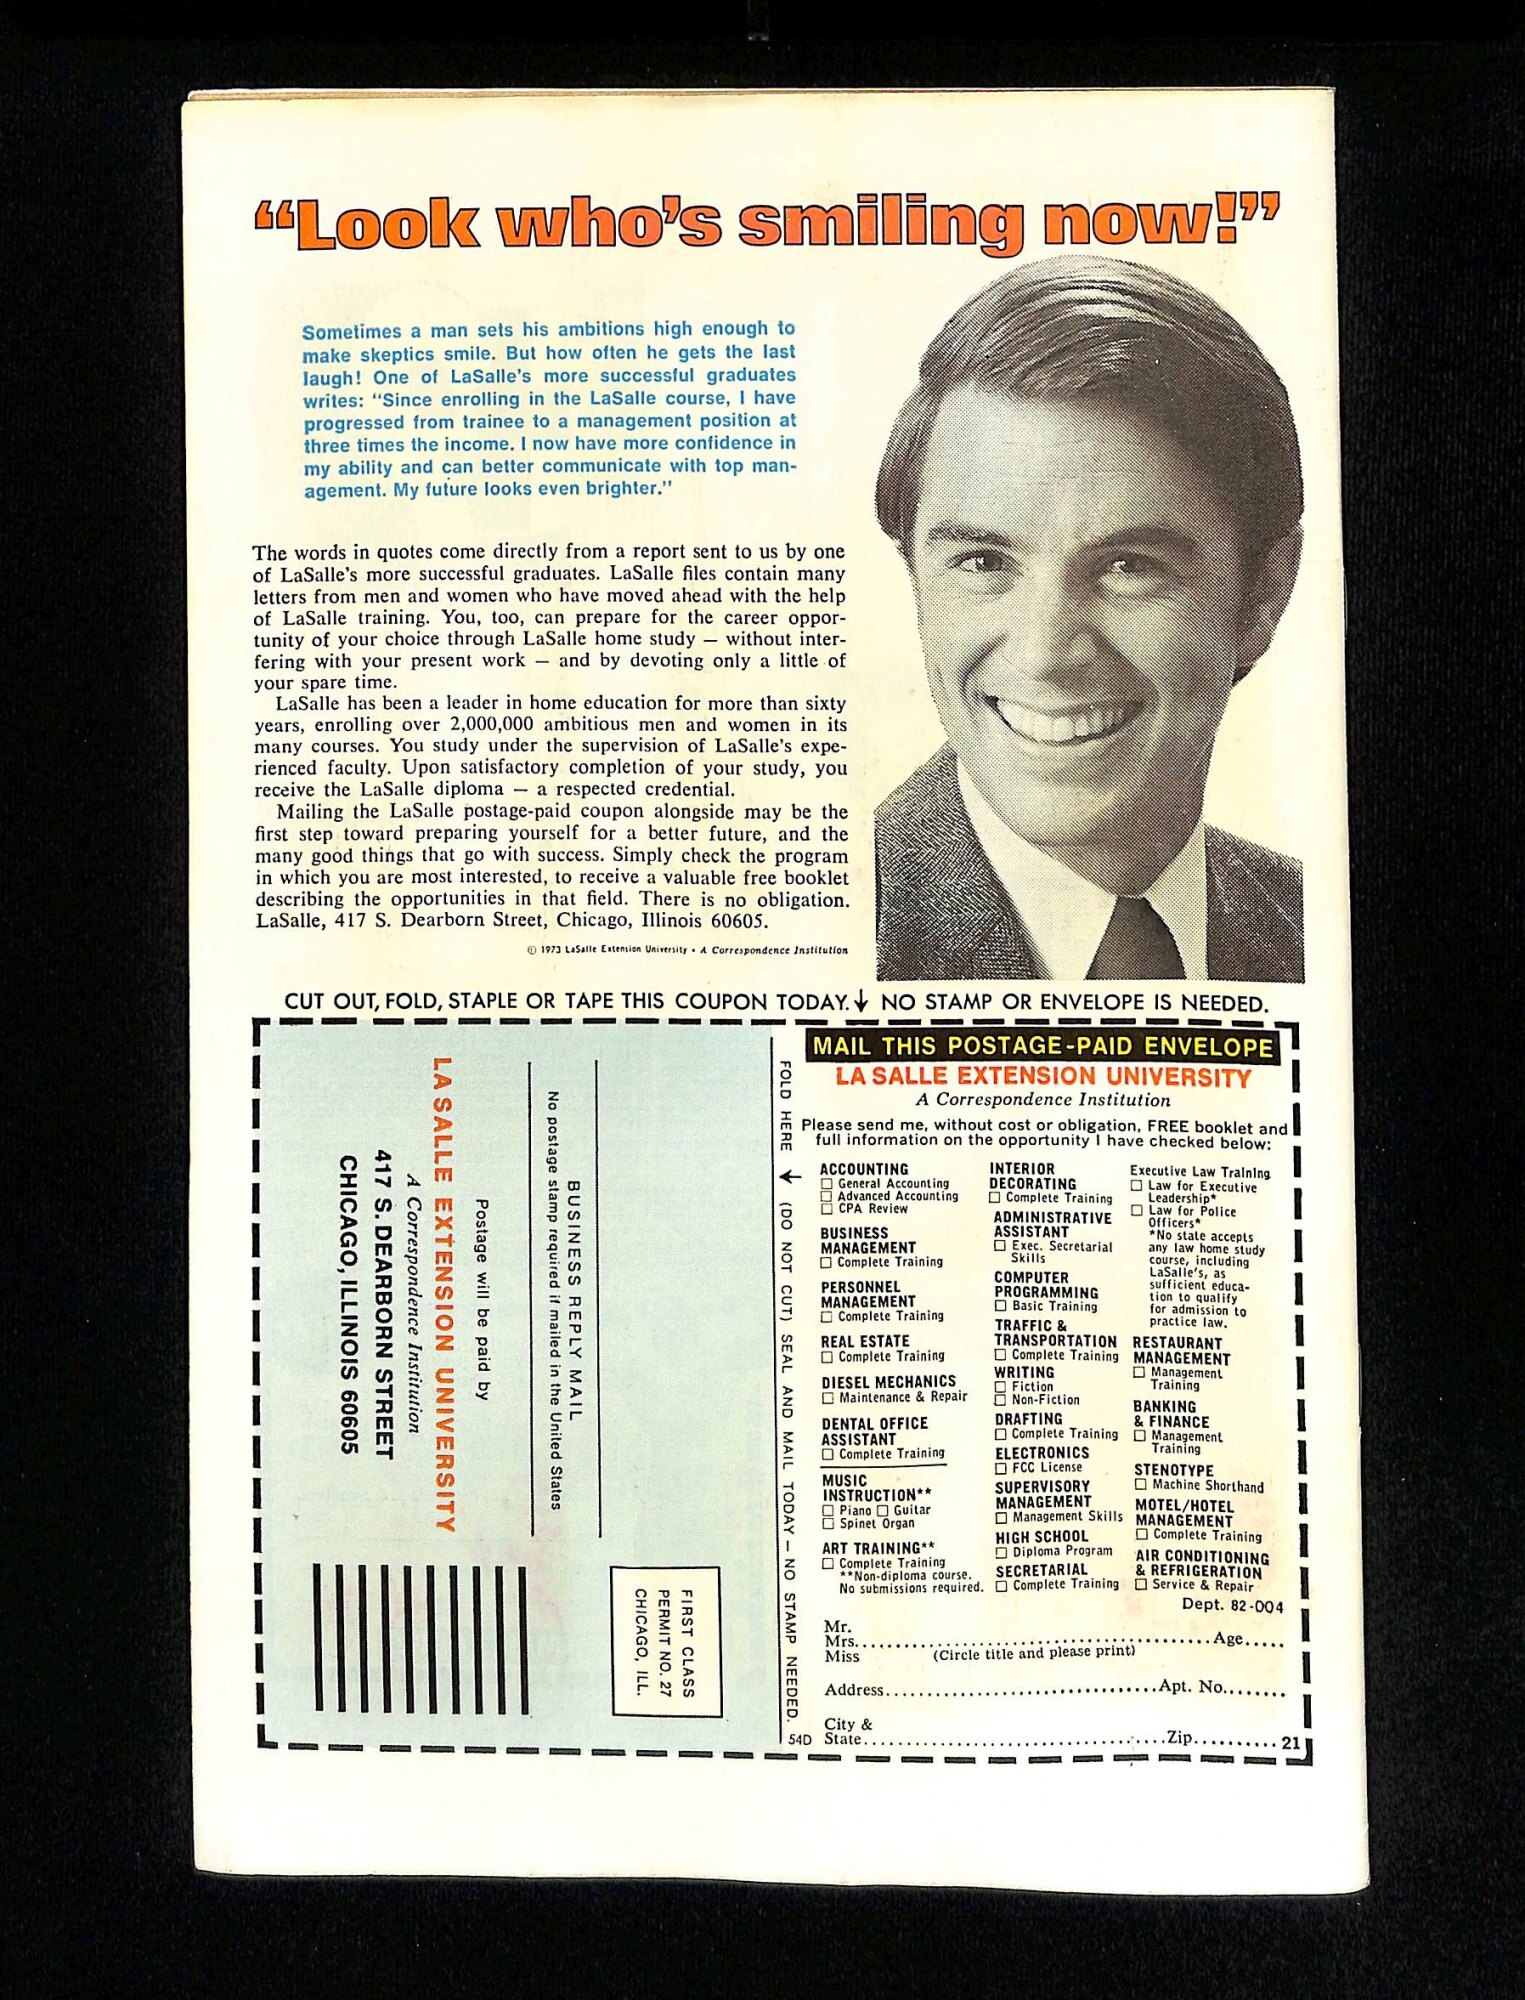 “Look who's smiling now!”
Sometimes a man sets his ambitions high enough to
make skeptics smile. But how often he gets the last
laugh! One of LaSalle's more successful graduates
writes: “Since enrolling in the LaSalle course, I have
progressed from trainee to a management position at
three times the income. I now have more confidence in
my ability and can better communicate with top man-
agement. My future looks even brighter.”
The words in quotes come directly from a report sent to us by one
of LaSalle's more successful graduates. LaSalle files contain many
letters from men and women who have moved ahead with the help
of LaSalle training. You, too, can prepare for the career oppor-
tunity of your choice through LaSalle home study — without inter-
fering with your present work — and by devoting only a little of
your spare time.
LaSalle has been a leader in home education for more than sixty
years, enrolling over 2,000,000 ambitious men and women in its
many courses. You study under the supervision of LaSalle's expe-
rienced faculty. Upon satisfactory completion of your study, you
receive the LaSalle diploma — a respected credential.
Mailing the LaSalle postage-paid coupon alongside may be the
first step toward preparing yourself for a better future, and the
many good things that go with success. Simply check the program
in which you are most interested, to receive a valuable free booklet
describing the opportunities in that field. There is no obligation.
LaSalle, 417 S. Dearborn Street, Chicago, Illinois 60605.
© 1973 LaSalle Extension University • A Correspondence Institution
CUT OUT, FOLD, STAPLE OR TAPE THIS COUPON TODAY.↓ NO STAMP OR ENVELOPE IS NEEDED.
FIRST CLASS
PERMIT NO. 27
CHICAGO, ILL.
BUSINESS REPLY MAIL
No postage stamp required if mailed in the United States
Postage will be paid by
LA SALLE EXTENSION UNIVERSITY
A Correspondence Institution
417 S. DEARBORN STREET
CHICAGO, ILLINOIS 60605
FOLD HERE ↓ (DO NOT CUT) SEAL AND MAIL TODAY — NO STAMP NEEDED.
MAIL THIS POSTAGE-PAID ENVELOPE
LA SALLE EXTENSION UNIVERSITY
A Correspondence Institution
Please send me, without cost or obligation, FREE booklet and
full information on the opportunity I have checked below:
ACCOUNTING
☐ General Accounting
☐ Advanced Accounting
☐ CPA Review
BUSINESS
MANAGEMENT
☐ Complete Training
PERSONNEL
MANAGEMENT
☐ Complete Training
REAL ESTATE
☐ Complete Training
DIESEL MECHANICS
☐ Maintenance & Repair
DENTAL OFFICE
ASSISTANT
☐ Complete Training
MUSIC
INSTRUCTION**
☐ Piano ☐ Guitar
☐ Spinet Organ
ART TRAINING**
☐ Complete Training
**Non-diploma course.
No submissions required.
INTERIOR
DECORATING
☐ Complete Training
ADMINISTRATIVE
ASSISTANT
☐ Exec. Secretarial
Skills
COMPUTER
PROGRAMMING
☐ Basic Training
TRAFFIC &
TRANSPORTATION
☐ Complete Training
WRITING
☐ Fiction
☐ Non-Fiction
DRAFTING
☐ Complete Training
ELECTRONICS
☐ FCC License
SUPERVISORY
MANAGEMENT
☐ Management Skills
HIGH SCHOOL
☐ Diploma Program
SECRETARIAL
☐ Complete Training
Executive Law Training
☐ Law for Executive
Leadership*
☐ Law for Police
Officers*
*No state accepts
any law home study
course, including
LaSalle's, as
sufficient educa-
tion to qualify
for admission to
practice law.
RESTAURANT
MANAGEMENT
☐ Management
Training
BANKING
& FINANCE
☐ Management
Training
STENOTYPE
☐ Machine Shorthand
MOTEL/HOTEL
MANAGEMENT
☐ Complete Training
AIR CONDITIONING
& REFRIGERATION
☐ Service & Repair
Dept. 82-004
Mr.
Mrs. Age
Miss (Circle title and please print)
Address Apt. No.
City &
54D State Zip 21